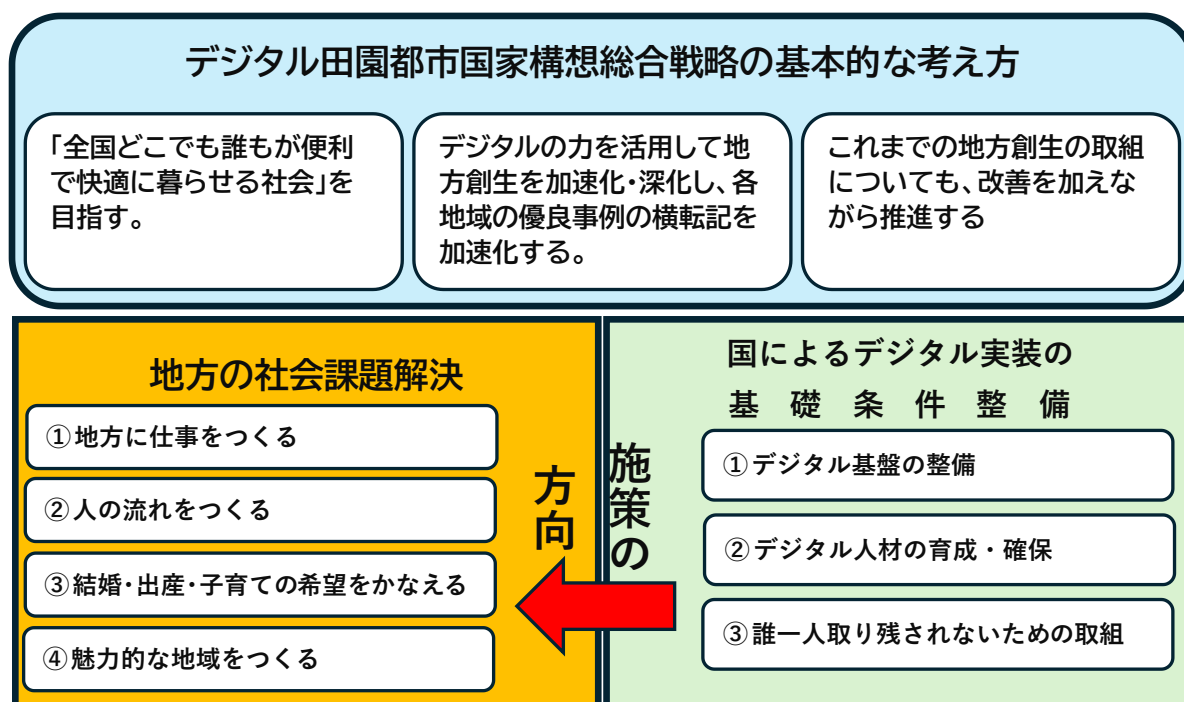 デジタル田園都市国家構想総合戦略の基本的な考え方
「全国どこでも誰もが便利
で快適に暮らせる社会」を
目指す。
デジタルの力を活用して地
方創生を加速化・深化し、各
地域の優良事例の横転記を
加速化する。
これまでの地方創生の取組
についても、改善を加えな
がら推進する
地方の社会課題解決
①地方に仕事をつくる
②人の流れをつくる
③結婚・出産・子育ての希望をかなえる
④魅力的な地域をつくる
施策の
方向
国によるデジタル実装の
基礎条件整備
①デジタル基盤の整備
②デジタル人材の育成・確保
③誰一人取り残されないための取組